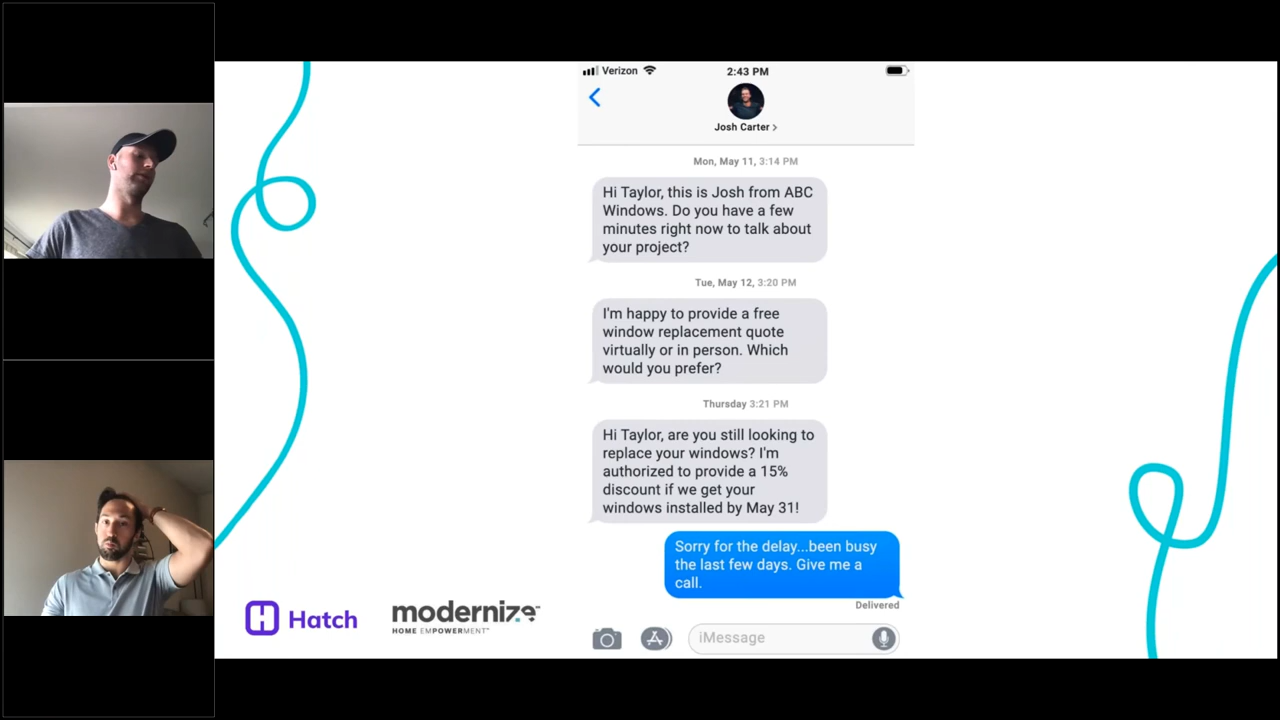 Verizon
2:43 PM
Josh Carter >
Mon, May 11, 3:14 PM
Hi Taylor, this is Josh from ABC
Windows. Do you have a few
minutes right now to talk about
your project?
Tue, May 12, 3:20 PM
I'm happy to provide a free
window replacement quote
virtually or in person. Which
would you prefer?
Thursday 3:21 PM
Hi Taylor, are you still looking to
replace your windows? I'm
authorized to provide a 15%
discount if we get your
windows installed by May 31!
Sorry for the delay...been busy
the last few days. Give me a
call.
Delivered
iMessage
Hatch
modernize™
HOME EMPOWERMENT™